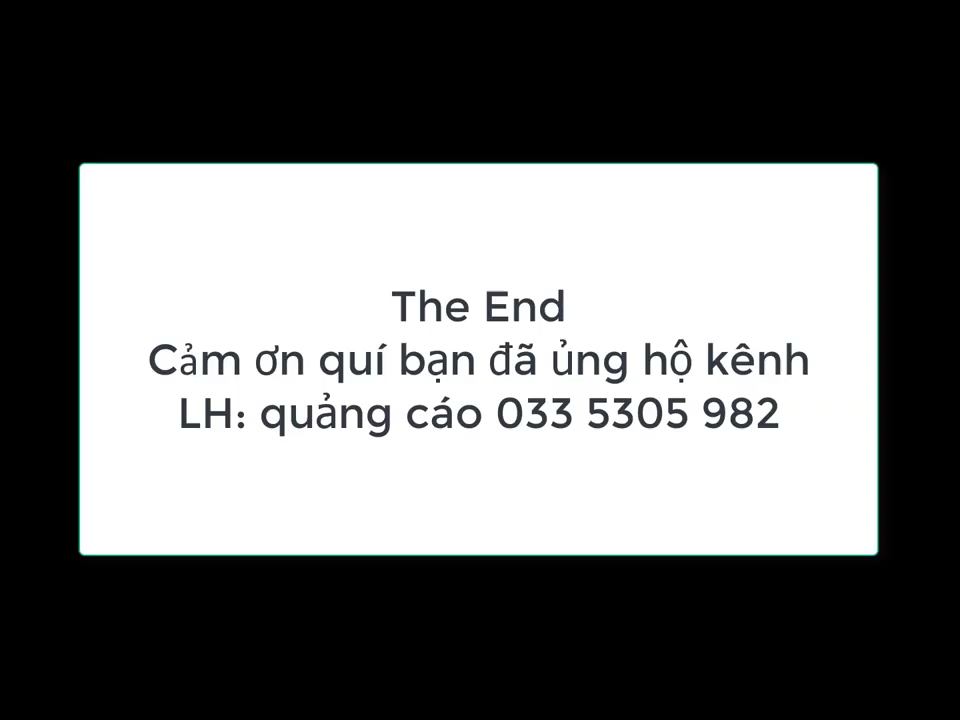 The End
Cảm ơn quí bạn đã ủng hộ kênh
LH: quảng cáo 033 5305 982